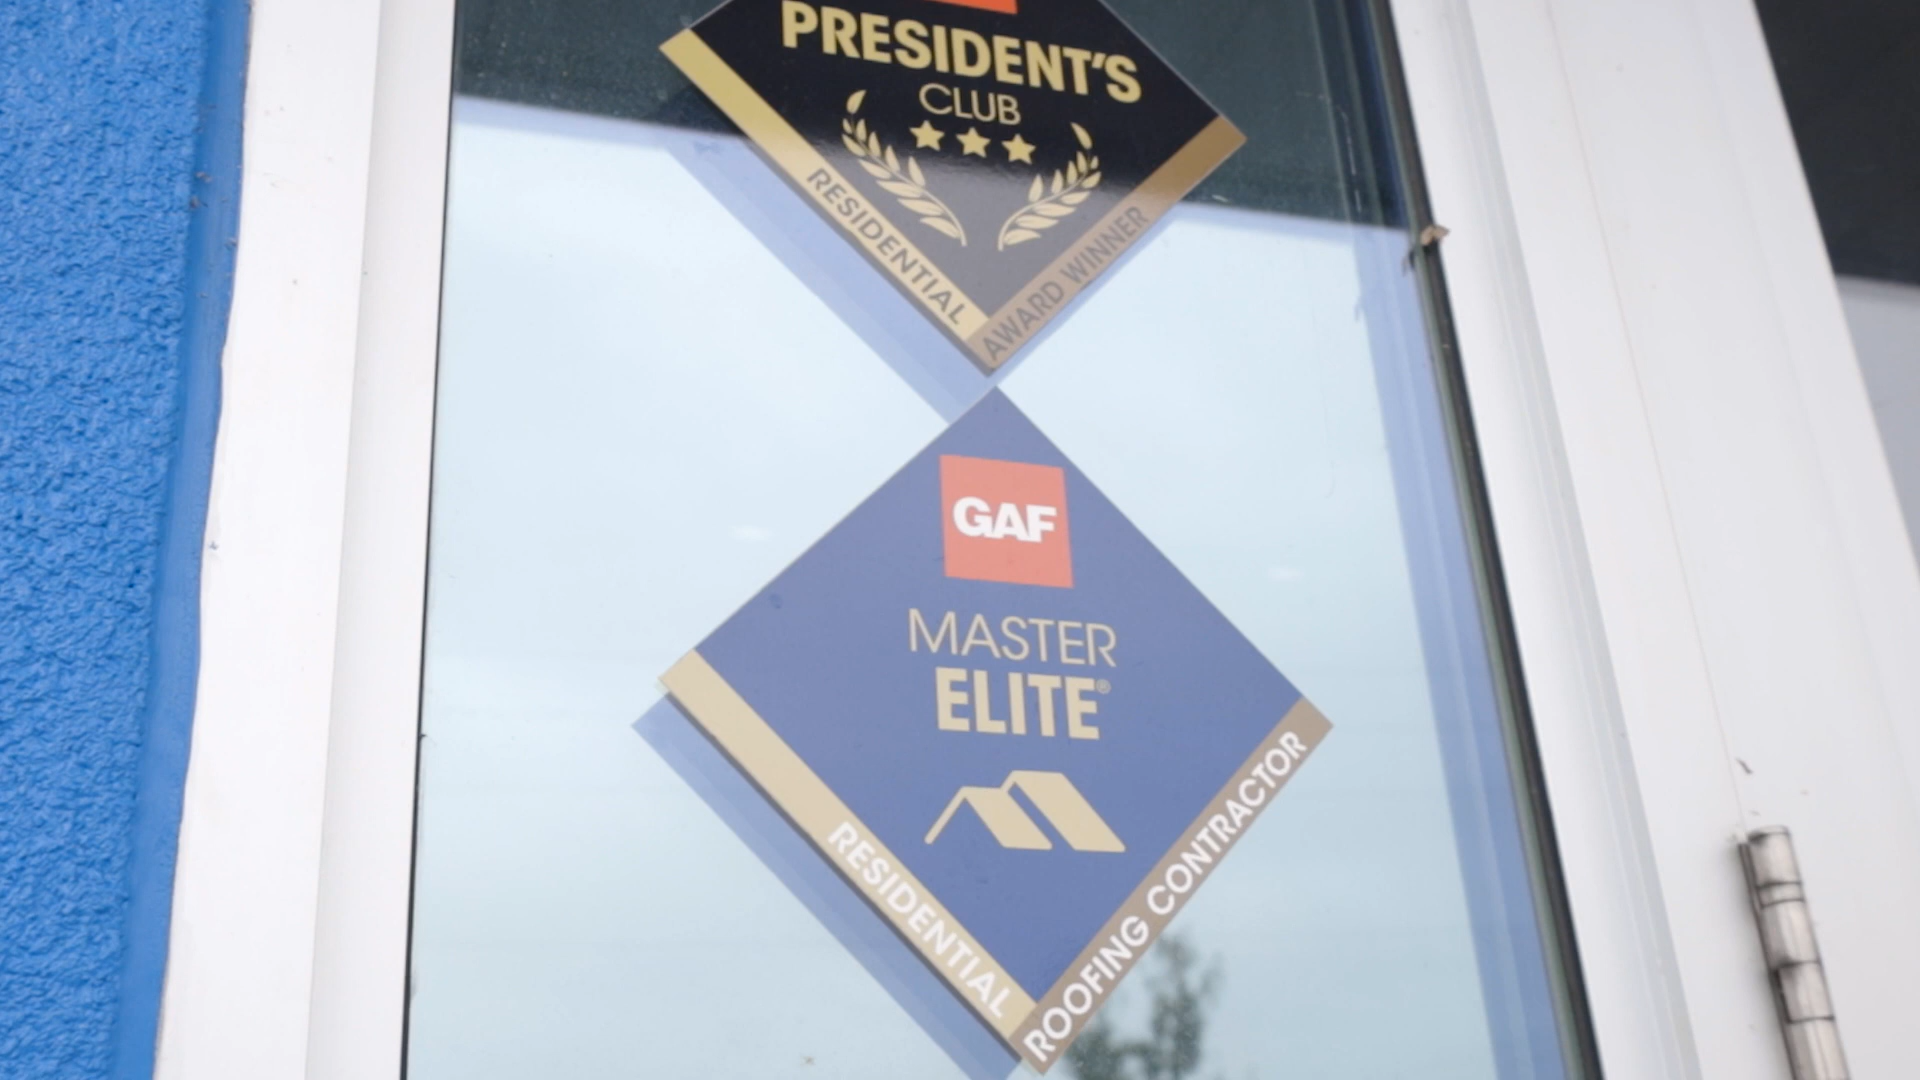 PRESIDENT'S
CLUB
RESIDENTIAL
AWARD WINNER
GAF
MASTER
ELITE®
RESIDENTIAL
ROOFING CONTRACTOR